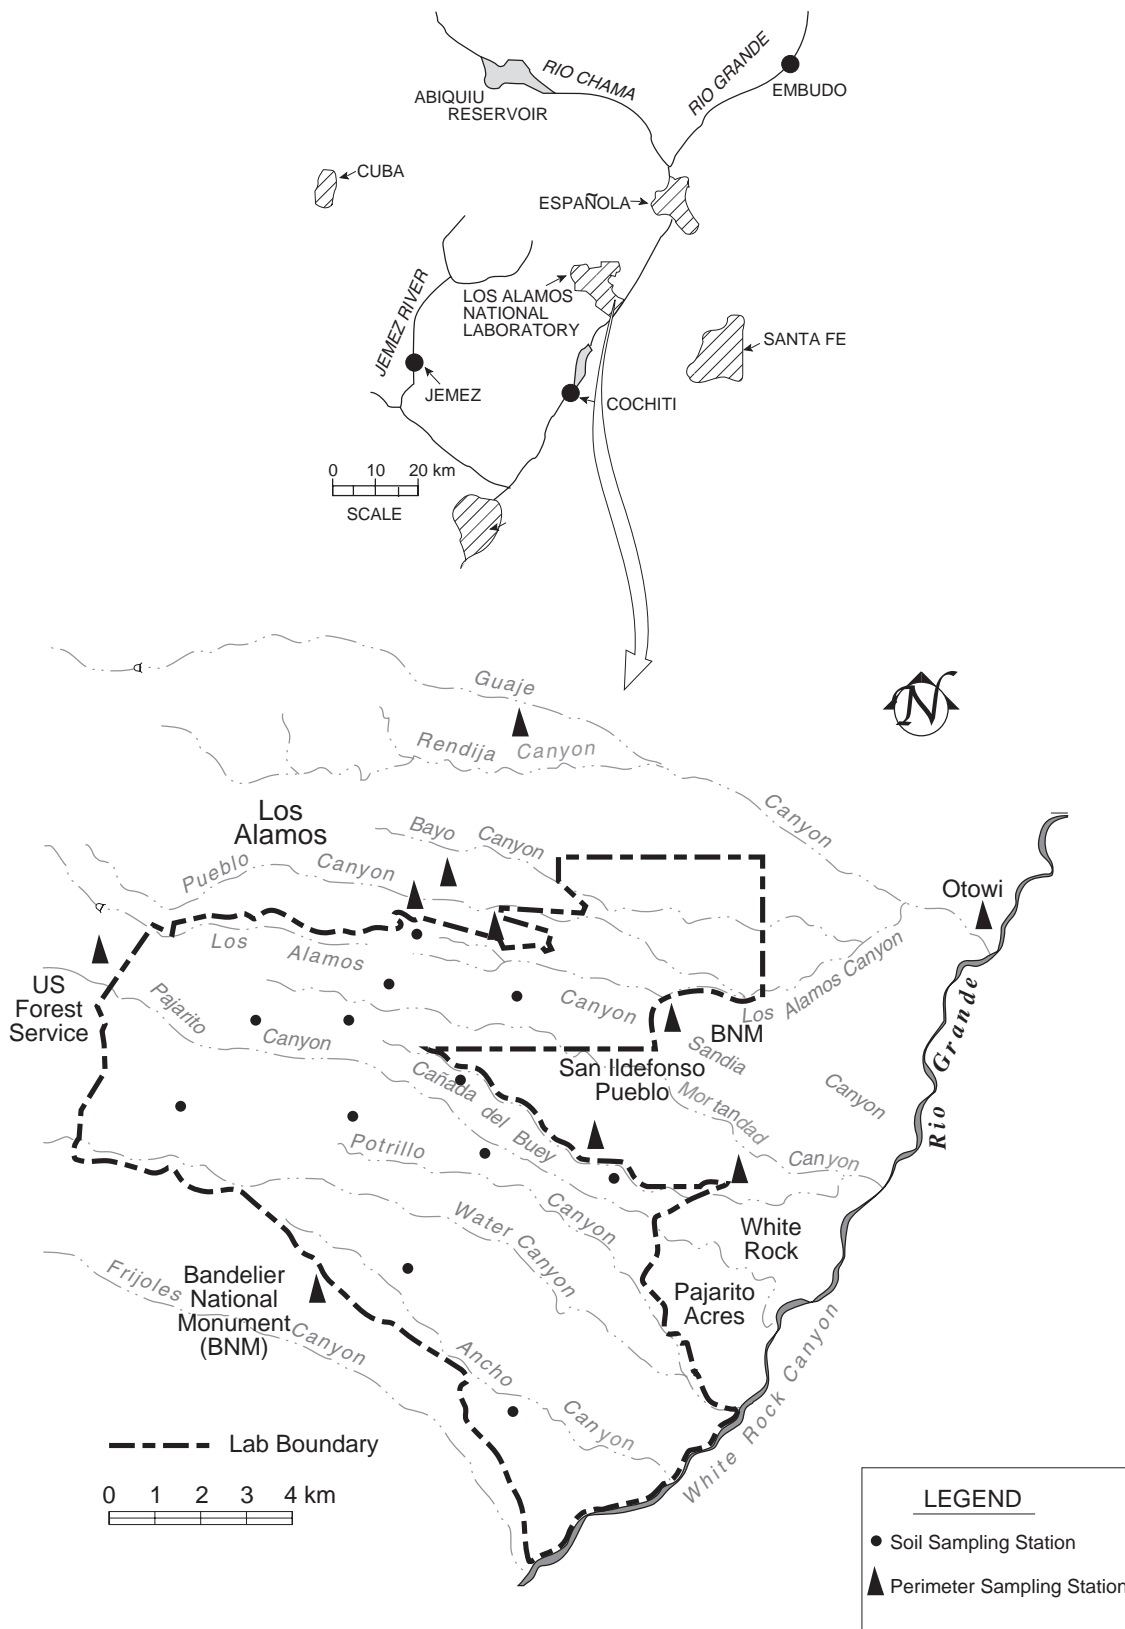 RIO CHAMA
RIO GRANDE
EMBUDO
ABIQUIU
RESERVOIR
CUBA
ESPAÑOLA
LOS ALAMOS
NATIONAL
LABORATORY
JEMEZ RIVER
SANTA FE
JEMEZ
COCHITI
0 10 20 km
SCALE
Guaje
N
Rendija Canyon
Canyon
Los
Alamos
Bayo Canyon
Pueblo Canyon
Otowi
Los Alamos
Canyon
Los Alamos Canyon
US
Forest
Service
Pajarito
Canyon
BNM
Sandia
Canyon
San Ildefonso
Pueblo
Mortandad
Canyon
Cañada del Buey
Rio Grande
Potrillo
Canyon
Water Canyon
White
Rock
Pajarito
Acres
Frijoles
Canyon
Bandelier
National
Monument
(BNM)
Ancho
Canyon
White Rock Canyon
Lab Boundary
0 1 2 3 4 km
LEGEND
Soil Sampling Station
Perimeter Sampling Station